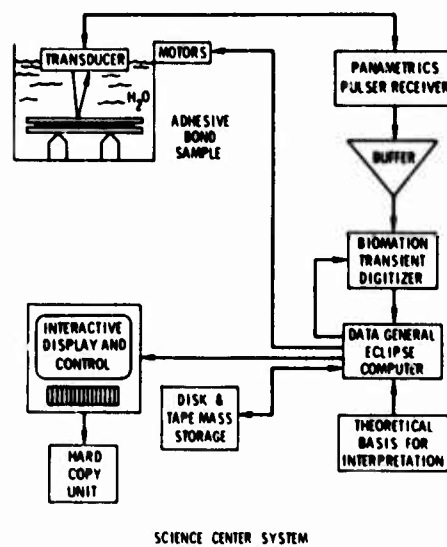 TRANSDUCER
MOTORS
H2O
ADHESIVE
BOND
SAMPLE
PANAMETRICS
PULSER RECEIVER
BUFFER
BIOMATION
TRANSIENT
DIGITIZER
INTERACTIVE
DISPLAY AND
CONTROL
DATA GENERAL
ECLIPSE
COMPUTER
DISK &
TAPE MASS
STORAGE
THEORETICAL
BASIS FOR
INTERPRETATION
HARD
COPY
UNIT
SCIENCE CENTER SYSTEM